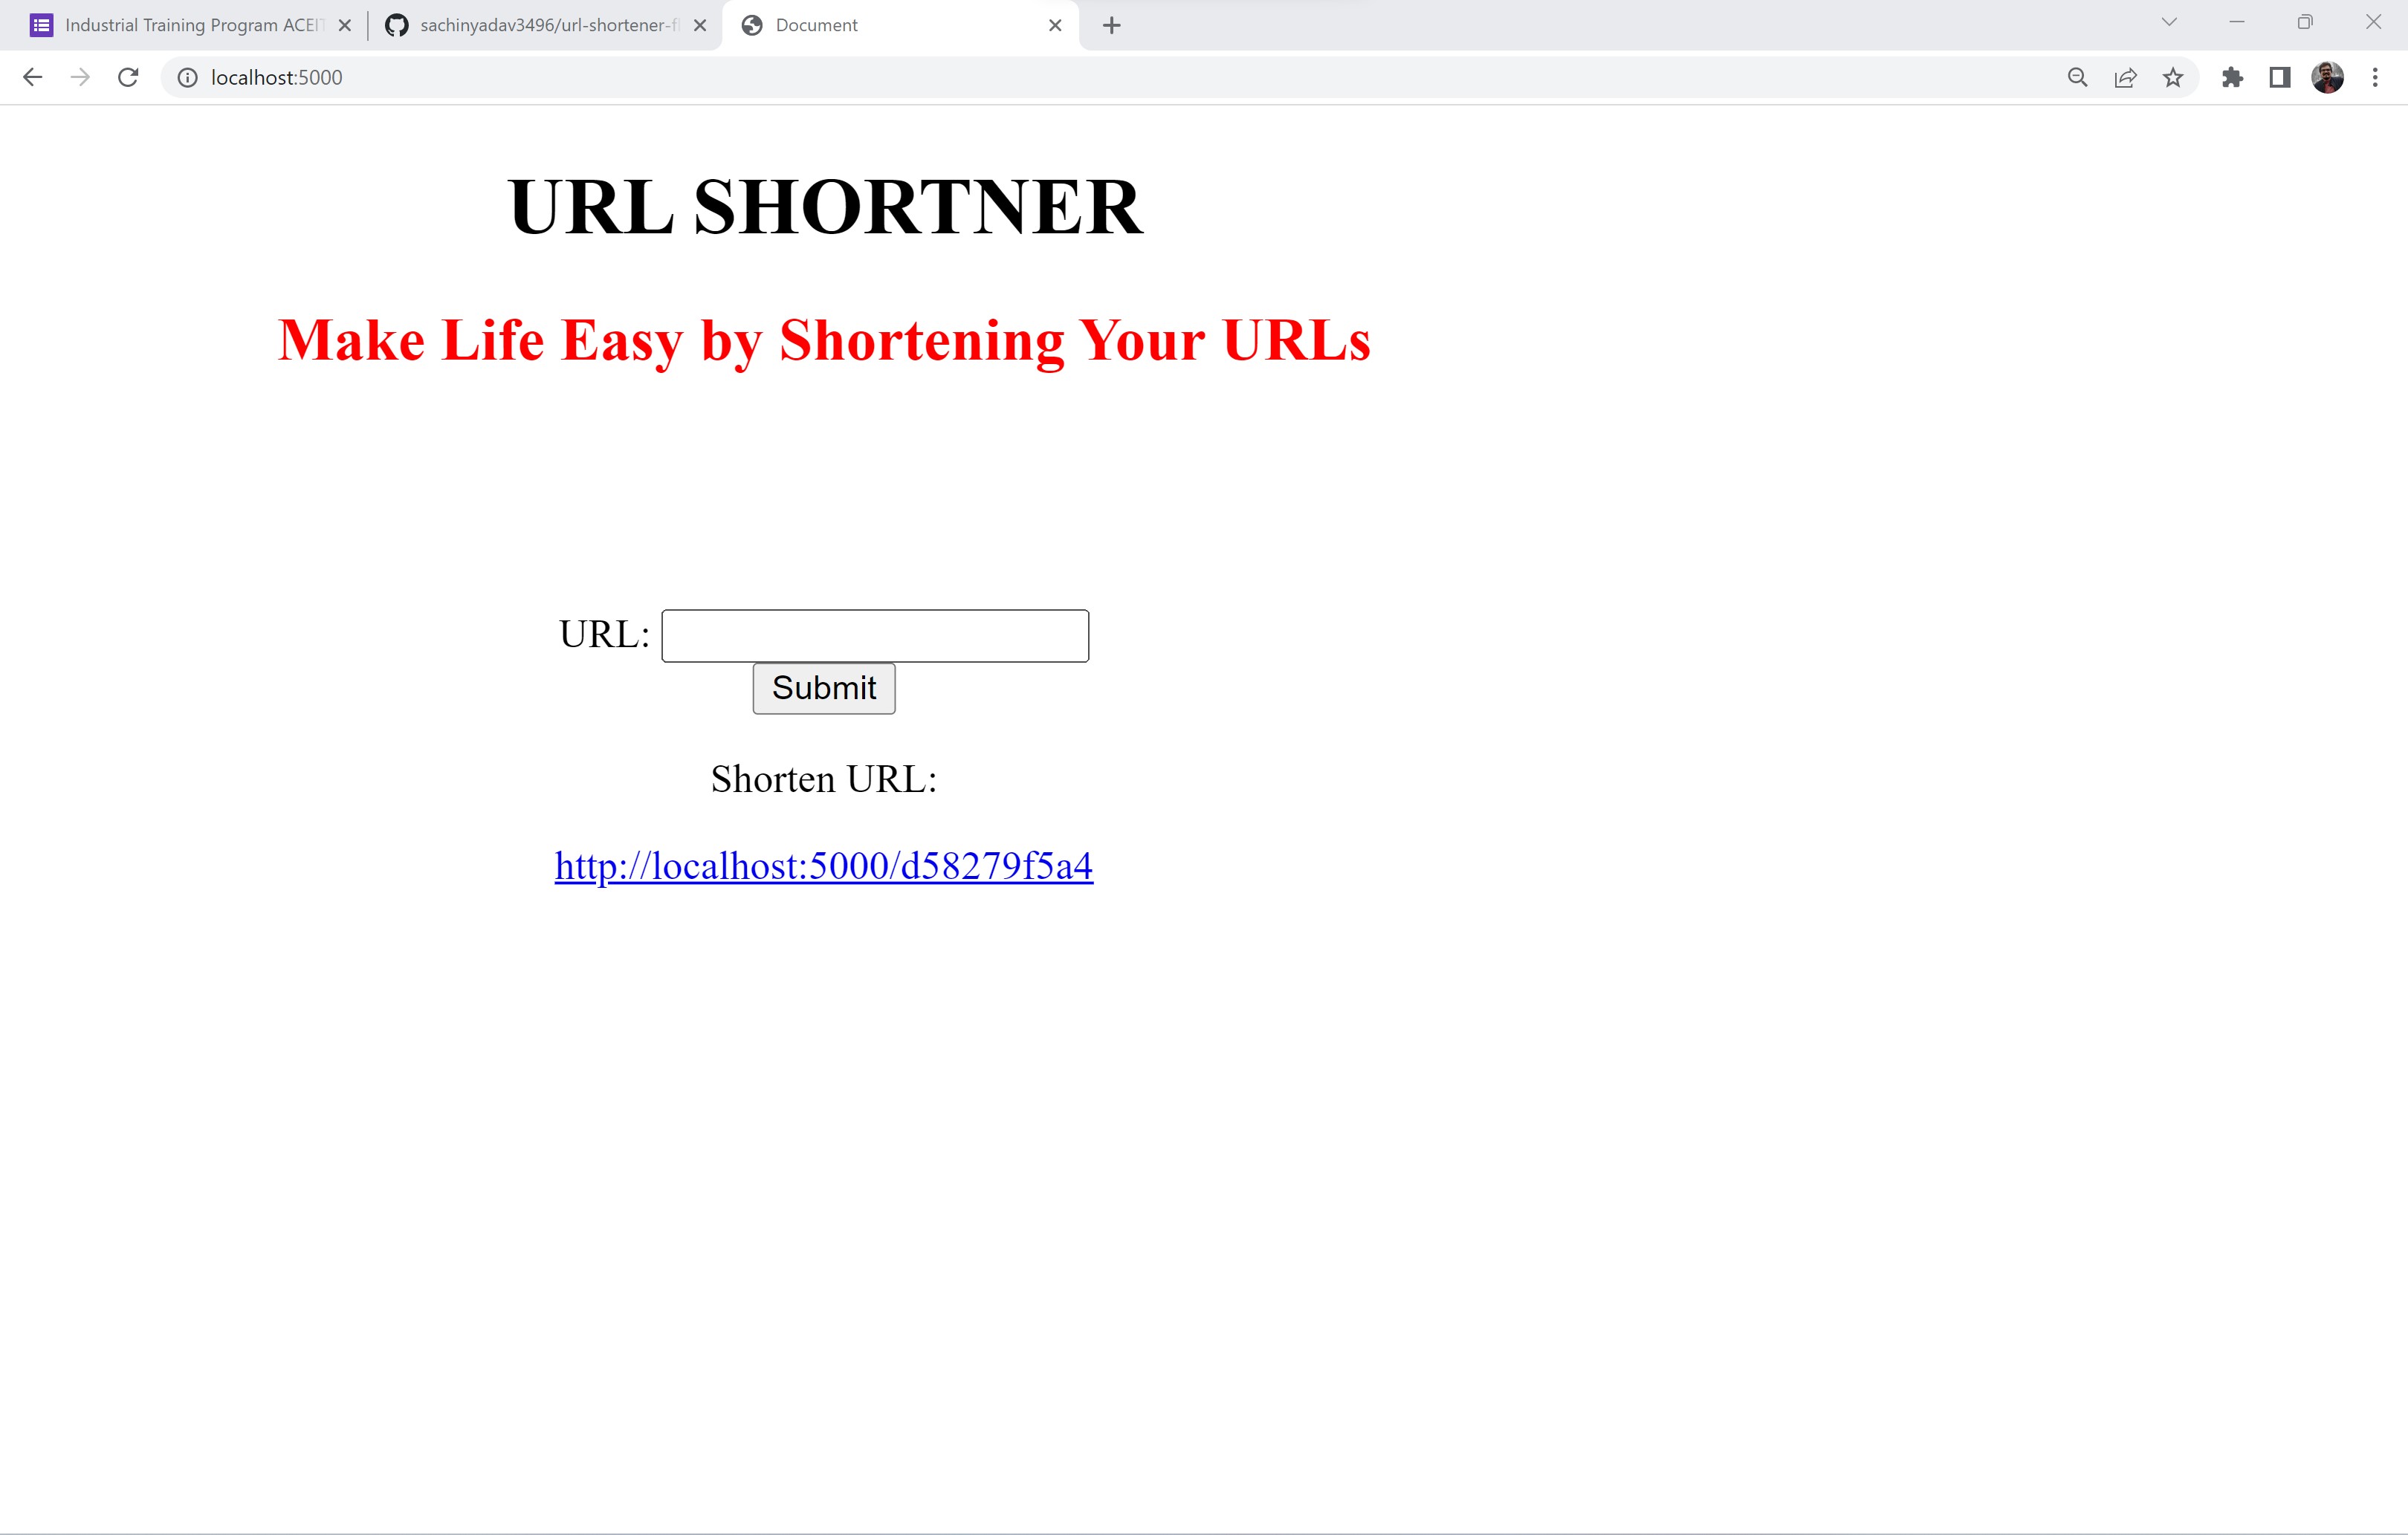 Industrial Training Program ACEIT
sachinyadav3496/url-shortener-fl
Document
localhost:5000
URL SHORTNER
Make Life Easy by Shortening Your URLs
URL:
Submit
Shorten URL:
http://localhost:5000/d58279f5a4